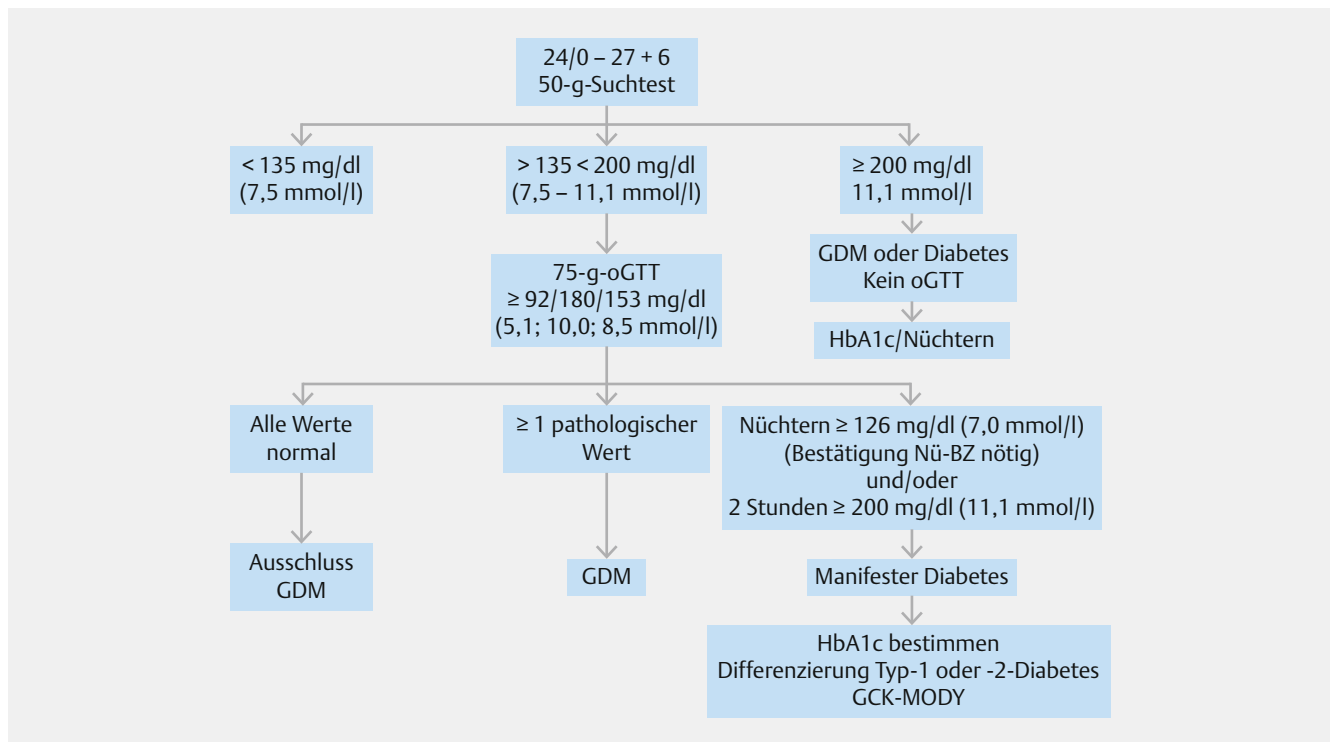 24/0 – 27 + 6
50-g-Suchtest
< 135 mg/dl
(7,5 mmol/l)
> 135 < 200 mg/dl
(7,5 – 11,1 mmol/l)
≥ 200 mg/dl
11,1 mmol/l
75-g-oGTT
≥ 92/180/153 mg/dl
(5,1; 10,0; 8,5 mmol/l)
GDM oder Diabetes
Kein oGTT
HbA1c/Nüchtern
Alle Werte
normal
≥ 1 pathologischer
Wert
Nüchtern ≥ 126 mg/dl (7,0 mmol/l)
(Bestätigung Nü-BZ nötig)
und/oder
2 Stunden ≥ 200 mg/dl (11,1 mmol/l)
Ausschluss
GDM
GDM
Manifester Diabetes
HbA1c bestimmen
Differenzierung Typ-1 oder -2-Diabetes
GCK-MODY